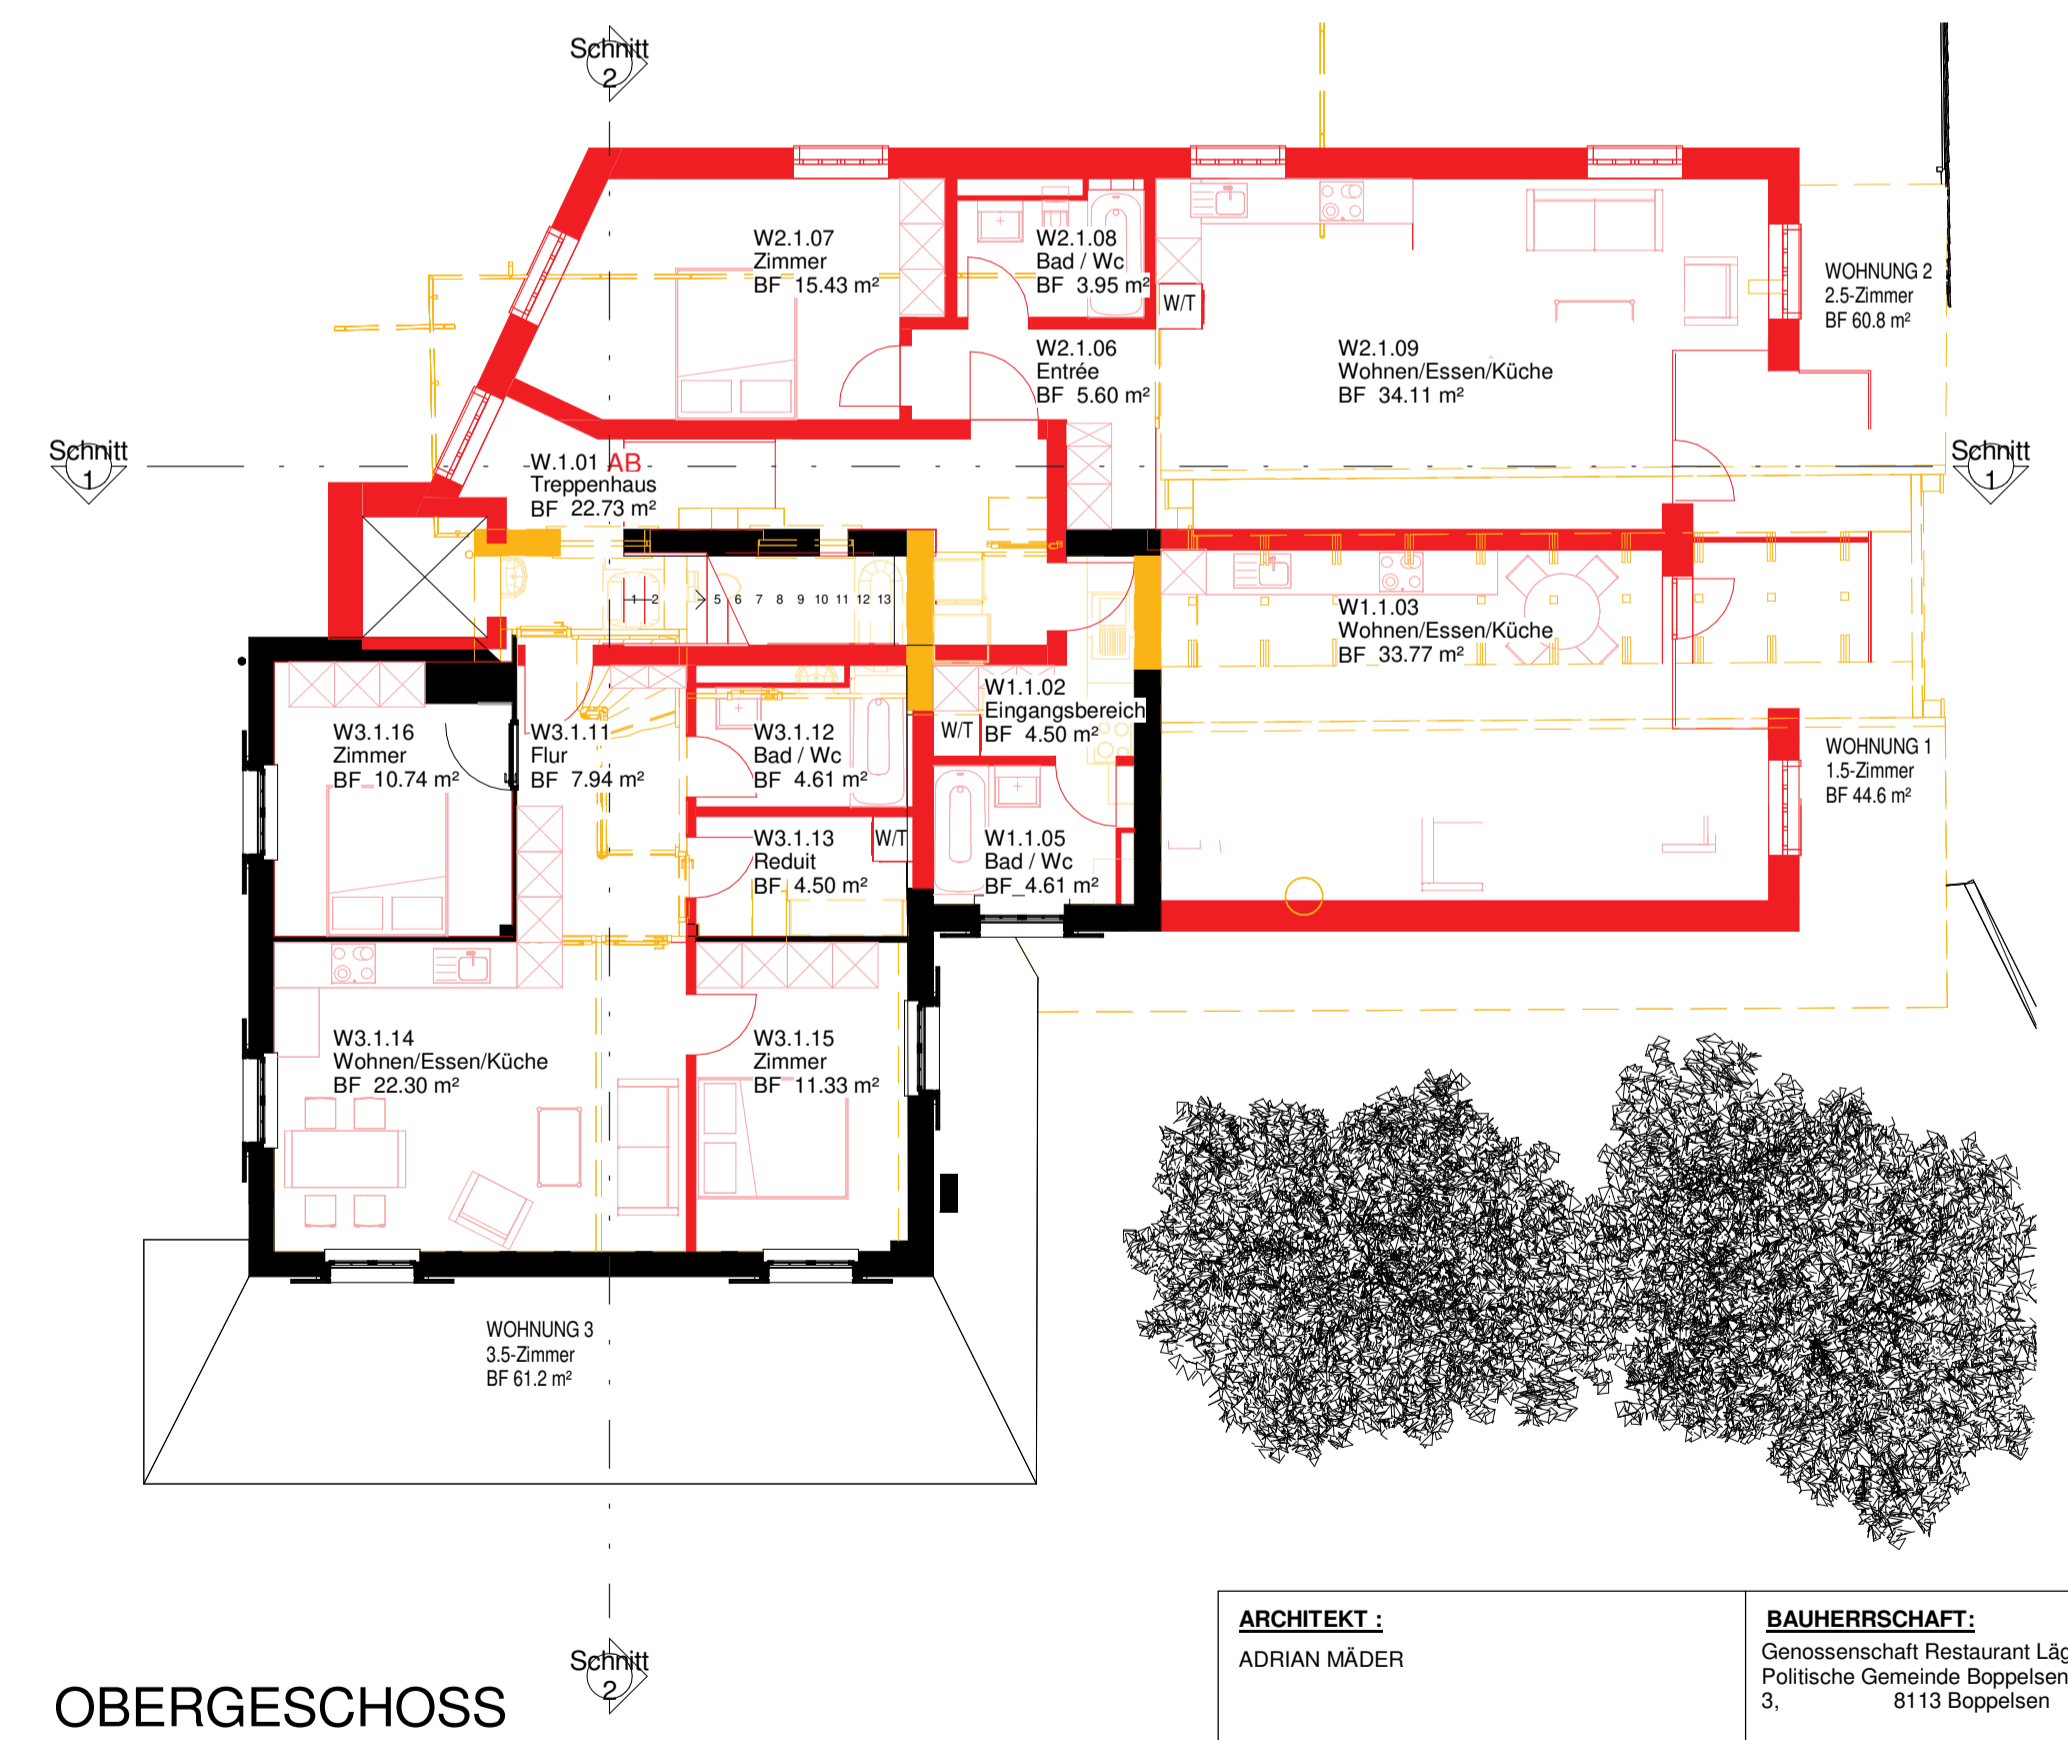 Schnitt
2
W2.1.07
Zimmer
BF 15.43 m²
W2.1.08
Bad / Wc
BF 3.95 m²
W/T
WOHNUNG 2
2.5-Zimmer
BF 60.8 m²
W2.1.06
Entrée
BF 5.60 m²
W2.1.09
Wohnen/Essen/Küche
BF 34.11 m²
Schnitt
1
W.1.01 AB
Treppenhaus
BF 22.73 m²
Schnitt
1
1 2 5 6 7 8 9 10 11 12 13
W1.1.03
Wohnen/Essen/Küche
BF 33.77 m²
W1.1.02
Eingangsbereich
BF 4.50 m²
W/T
W3.1.16
Zimmer
BF 10.74 m²
W3.1.11
Flur
BF 7.94 m²
W3.1.12
Bad / Wc
BF 4.61 m²
WOHNUNG 1
1.5-Zimmer
BF 44.6 m²
W3.1.13
Reduit
BF 4.50 m²
W/T
W1.1.05
Bad / Wc
BF 4.61 m²
W3.1.14
Wohnen/Essen/Küche
BF 22.30 m²
W3.1.15
Zimmer
BF 11.33 m²
WOHNUNG 3
3.5-Zimmer
BF 61.2 m²
Schnitt
2
OBERGESCHOSS
ARCHITEKT :
ADRIAN MÄDER
BAUHERRSCHAFT:
Genossenschaft Restaurant Läg
Politische Gemeinde Boppelsen
3, 8113 Boppelsen